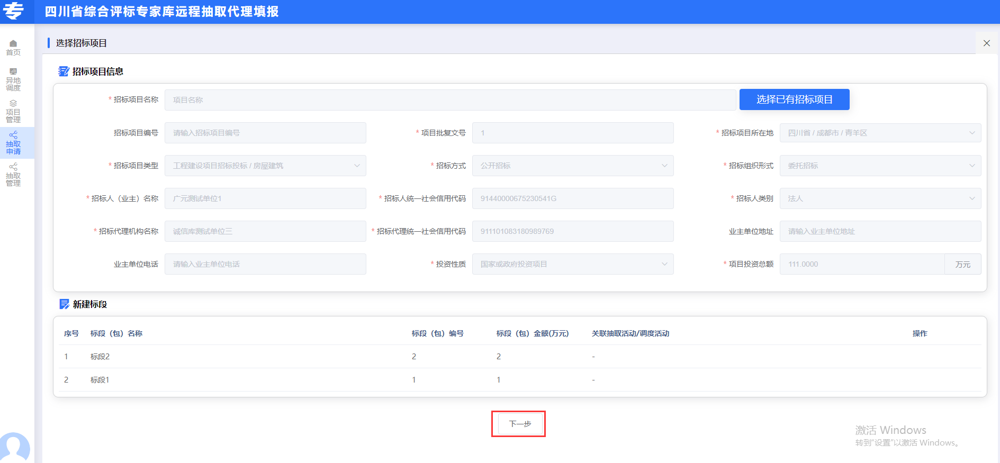 四川省综合评标专家库远程抽取代理填报
首页
异地
调度
项目
管理
抽取
申请
抽取
管理
选择招标项目
招标项目信息
* 招标项目名称 项目名称 选择已有招标项目
招标项目编号 请输入招标项目编号 * 项目批复文号 1 * 招标项目所在地 四川省 / 成都市 / 青羊区
* 招标项目类型 工程建设项目招标投标 / 房屋建筑 * 招标方式 公开招标 * 招标组织形式 委托招标
* 招标人（业主）名称 广元测试单位1 * 招标人统一社会信用代码 91440000675230541G * 招标人类别 法人
* 招标代理机构名称 诚信库测试单位三 * 招标代理统一社会信用代码 911101083180989769 业主单位地址 请输入业主单位地址
业主单位电话 请输入业主单位电话 * 投资性质 国家或政府投资项目 * 项目投资总额 111.0000 万元
新建标段
序号 标段（包）名称 标段（包）编号 标段（包）金额(万元) 关联抽取活动/调度活动 操作
1 标段2 2 2 -
2 标段1 1 1 -
下一步
激活 Windows
转到“设置”以激活 Windows。